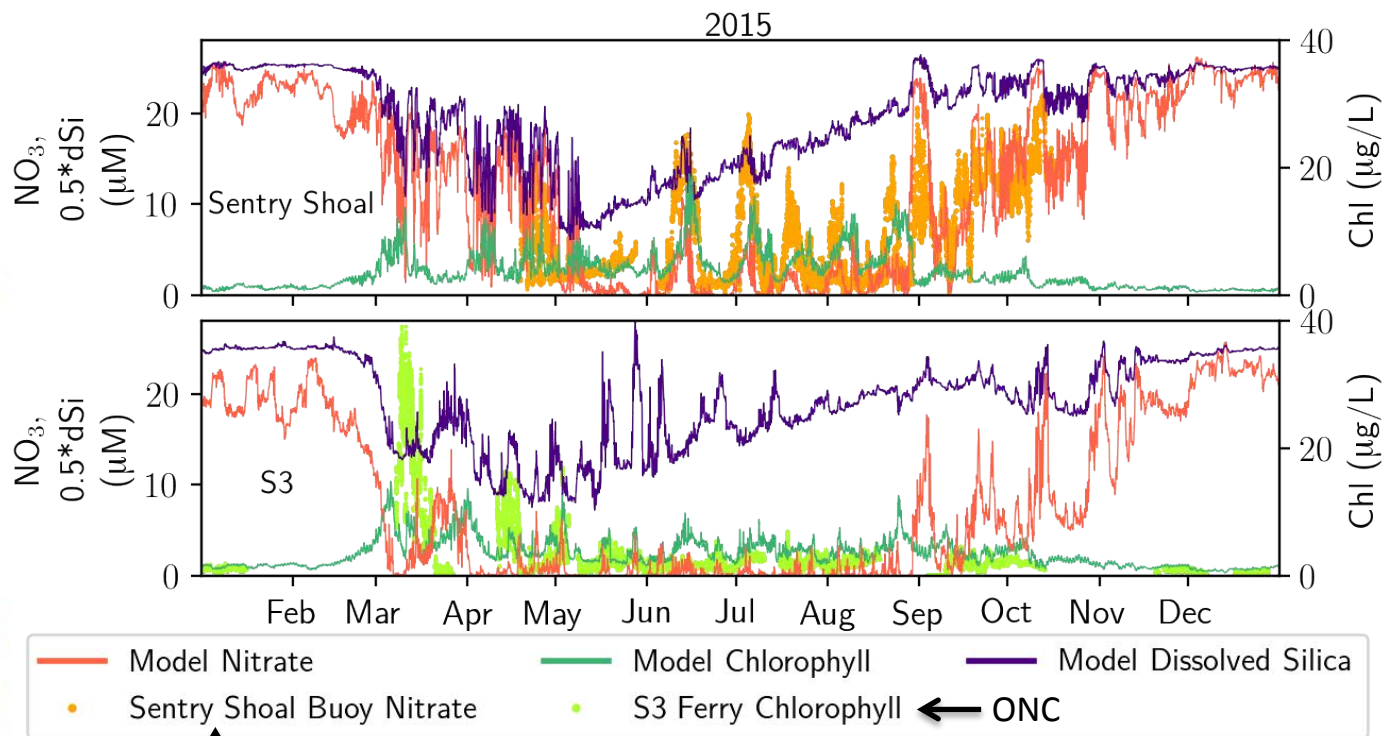 2015
NO₃,
0.5*dSi
(µM)
20
10
0
Sentry Shoal
40
20
0
Chl (µg/L)
NO₃,
0.5*dSi
(µM)
20
10
0
S3
40
20
0
Chl (µg/L)
Feb Mar Apr May Jun Jul Aug Sep Oct Nov Dec
Model Nitrate Model Chlorophyll Model Dissolved Silica
Sentry Shoal Buoy Nitrate S3 Ferry Chlorophyll ONC